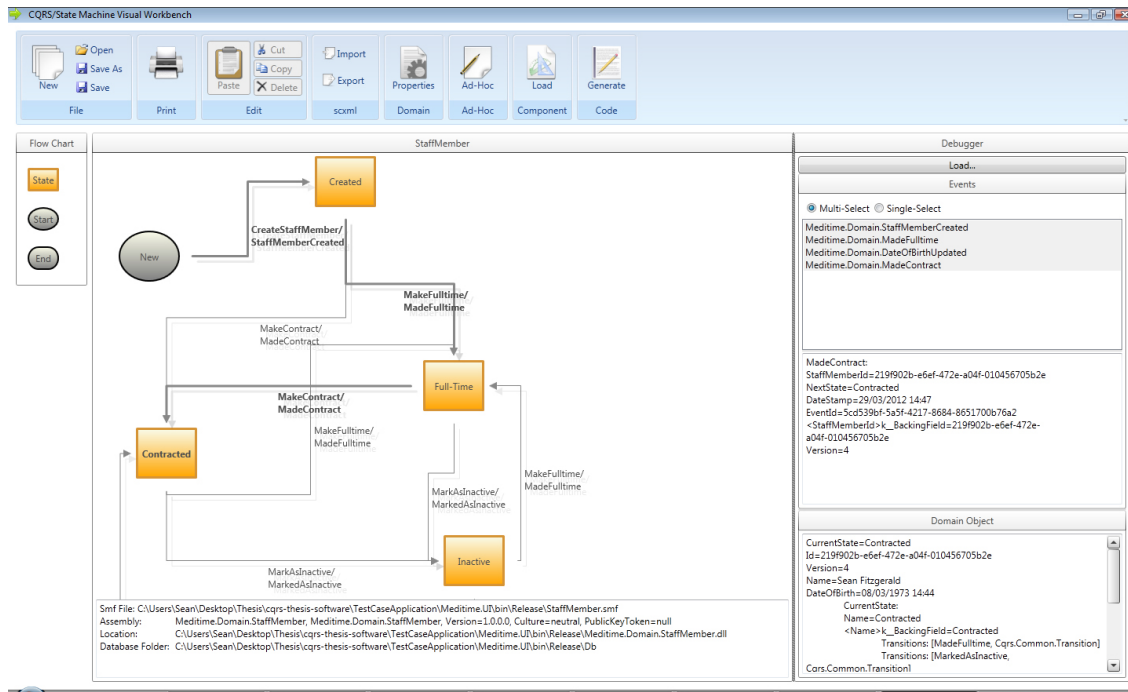 CQRS/State Machine Visual Workbench
New
Open
Save As
Save
File
Print
Paste
Cut
Copy
Delete
Edit
Import
Export
scxml
Properties
Domain
Ad-Hoc
Ad-Hoc
Load
Component
Generate
Code
Flow Chart
State
Start
End
StaffMember
Created
CreateStaffMember/
StaffMemberCreated
New
MakeFulltime/
MadeFulltime
MakeContract/
MadeContract
Full-Time
MakeContract/
MadeContract
MakeFulltime/
MadeFulltime
Contracted
MakeFulltime/
MadeFulltime
MarkAsInactive/
MarkedAsInactive
Inactive
MarkAsInactive/
MarkedAsInactive
Smf File: C:\Users\Sean\Desktop\Thesis\cqrs-thesis-software\TestCaseApplication\Meditime.UI\bin\Release\StaffMember.smf
Assembly: Meditime.Domain.StaffMember, Meditime.Domain.StaffMember, Version=1.0.0.0, Culture=neutral, PublicKeyToken=null
Location: C:\Users\Sean\Desktop\Thesis\cqrs-thesis-software\TestCaseApplication\Meditime.UI\bin\Release\Meditime.Domain.StaffMember.dll
Database Folder: C:\Users\Sean\Desktop\Thesis\cqrs-thesis-software\TestCaseApplication\Meditime.UI\bin\Release\Db
Debugger
Load...
Events
Multi-Select Single-Select
Meditime.Domain.StaffMemberCreated
Meditime.Domain.MadeFulltime
Meditime.Domain.DateOfBirthUpdated
Meditime.Domain.MadeContract
MadeContract:
StaffMemberId=219f902b-e6ef-472e-a04f-010456705b2e
NextState=Contracted
DateStamp=29/03/2012 14:47
EventId=5cd539bf-5a5f-4217-8684-8651700b76a2
<StaffMemberId>k__BackingField=219f902b-e6ef-472e-
a04f-010456705b2e
Version=4
Domain Object
CurrentState=Contracted
Id=219f902b-e6ef-472e-a04f-010456705b2e
Version=4
Name=Sean Fitzgerald
DateOfBirth=08/03/1973 14:44
CurrentState:
Name=Contracted
<Name>k__BackingField=Contracted
Transitions: [MadeFulltime, Cqrs.Common.Transition]
Transitions: [MarkedAsInactive,
Cqrs.Common.Transition]